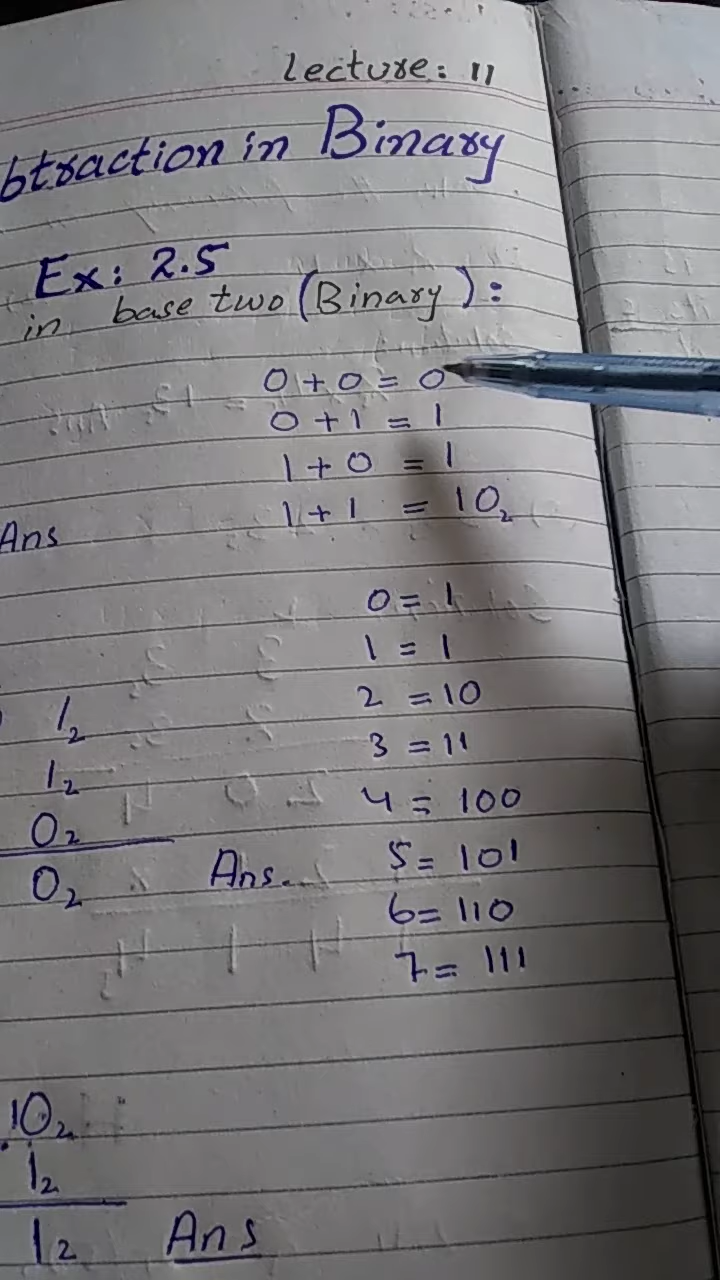 Lecture: 11
btraction in Binary
Ex: 2.5
in base two (Binary):
0 + 0 = 0
0 + 1 = 1
1 + 0 = 1
1 + 1 = 10₂
Ans
0 = 1
1 = 1
2 = 10
1₂
3 = 11
1₂
4 = 100
0₂
5 = 101
0₂ Ans.
6 = 110
7 = 111
10₂
1₂
1₂ Ans